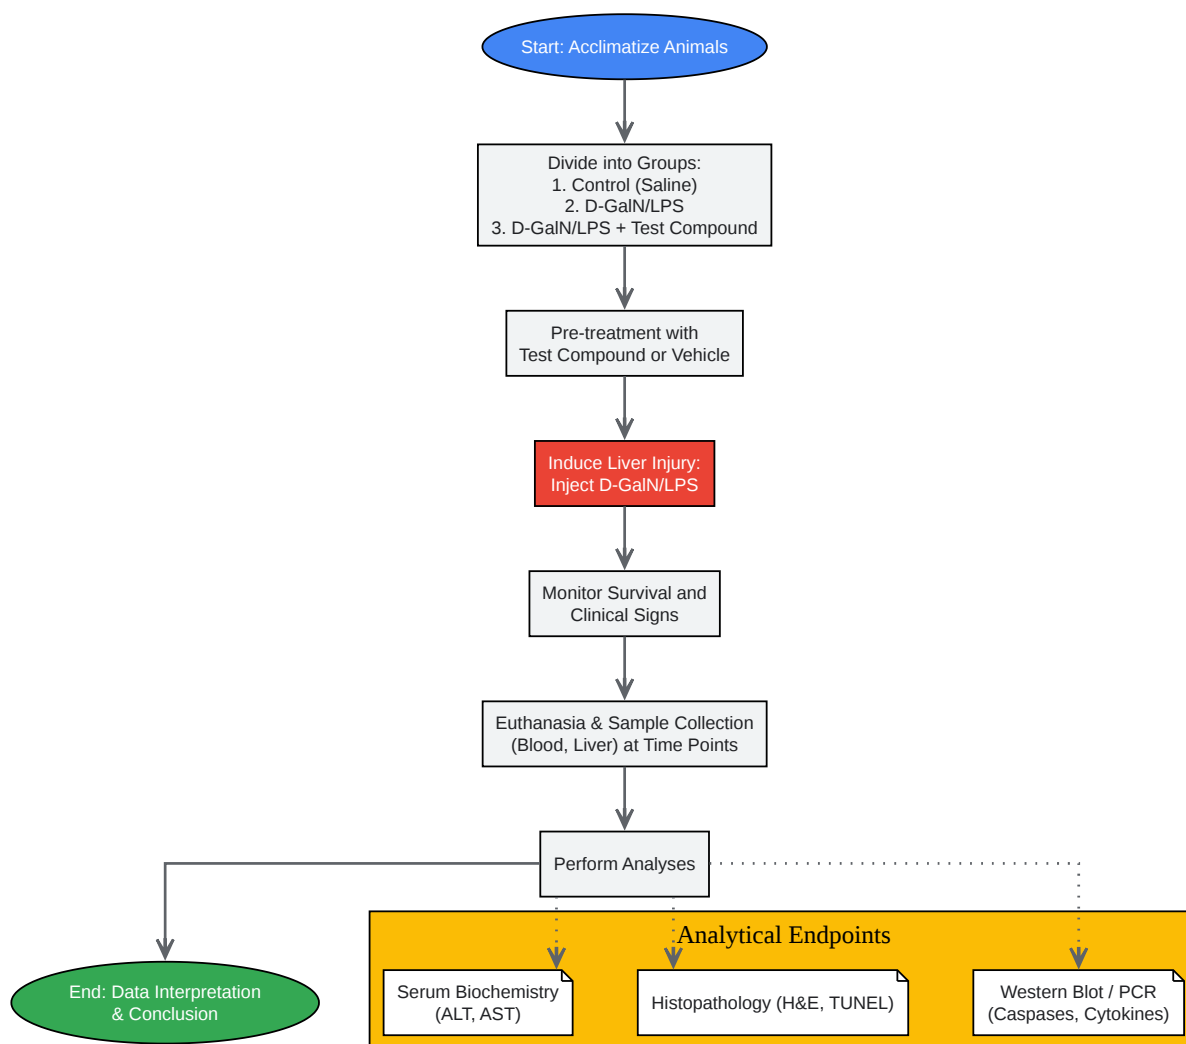 Start: Acclimatize Animals
Divide into Groups:
1. Control (Saline)
2. D-GalN/LPS
3. D-GalN/LPS + Test Compound
Pre-treatment with
Test Compound or Vehicle
Induce Liver Injury:
Inject D-GalN/LPS
Monitor Survival and
Clinical Signs
Euthanasia & Sample Collection
(Blood, Liver) at Time Points
Perform Analyses
Analytical Endpoints
End: Data Interpretation
& Conclusion
Serum Biochemistry
(ALT, AST)
Histopathology (H&E, TUNEL)
Western Blot / PCR
(Caspases, Cytokines)